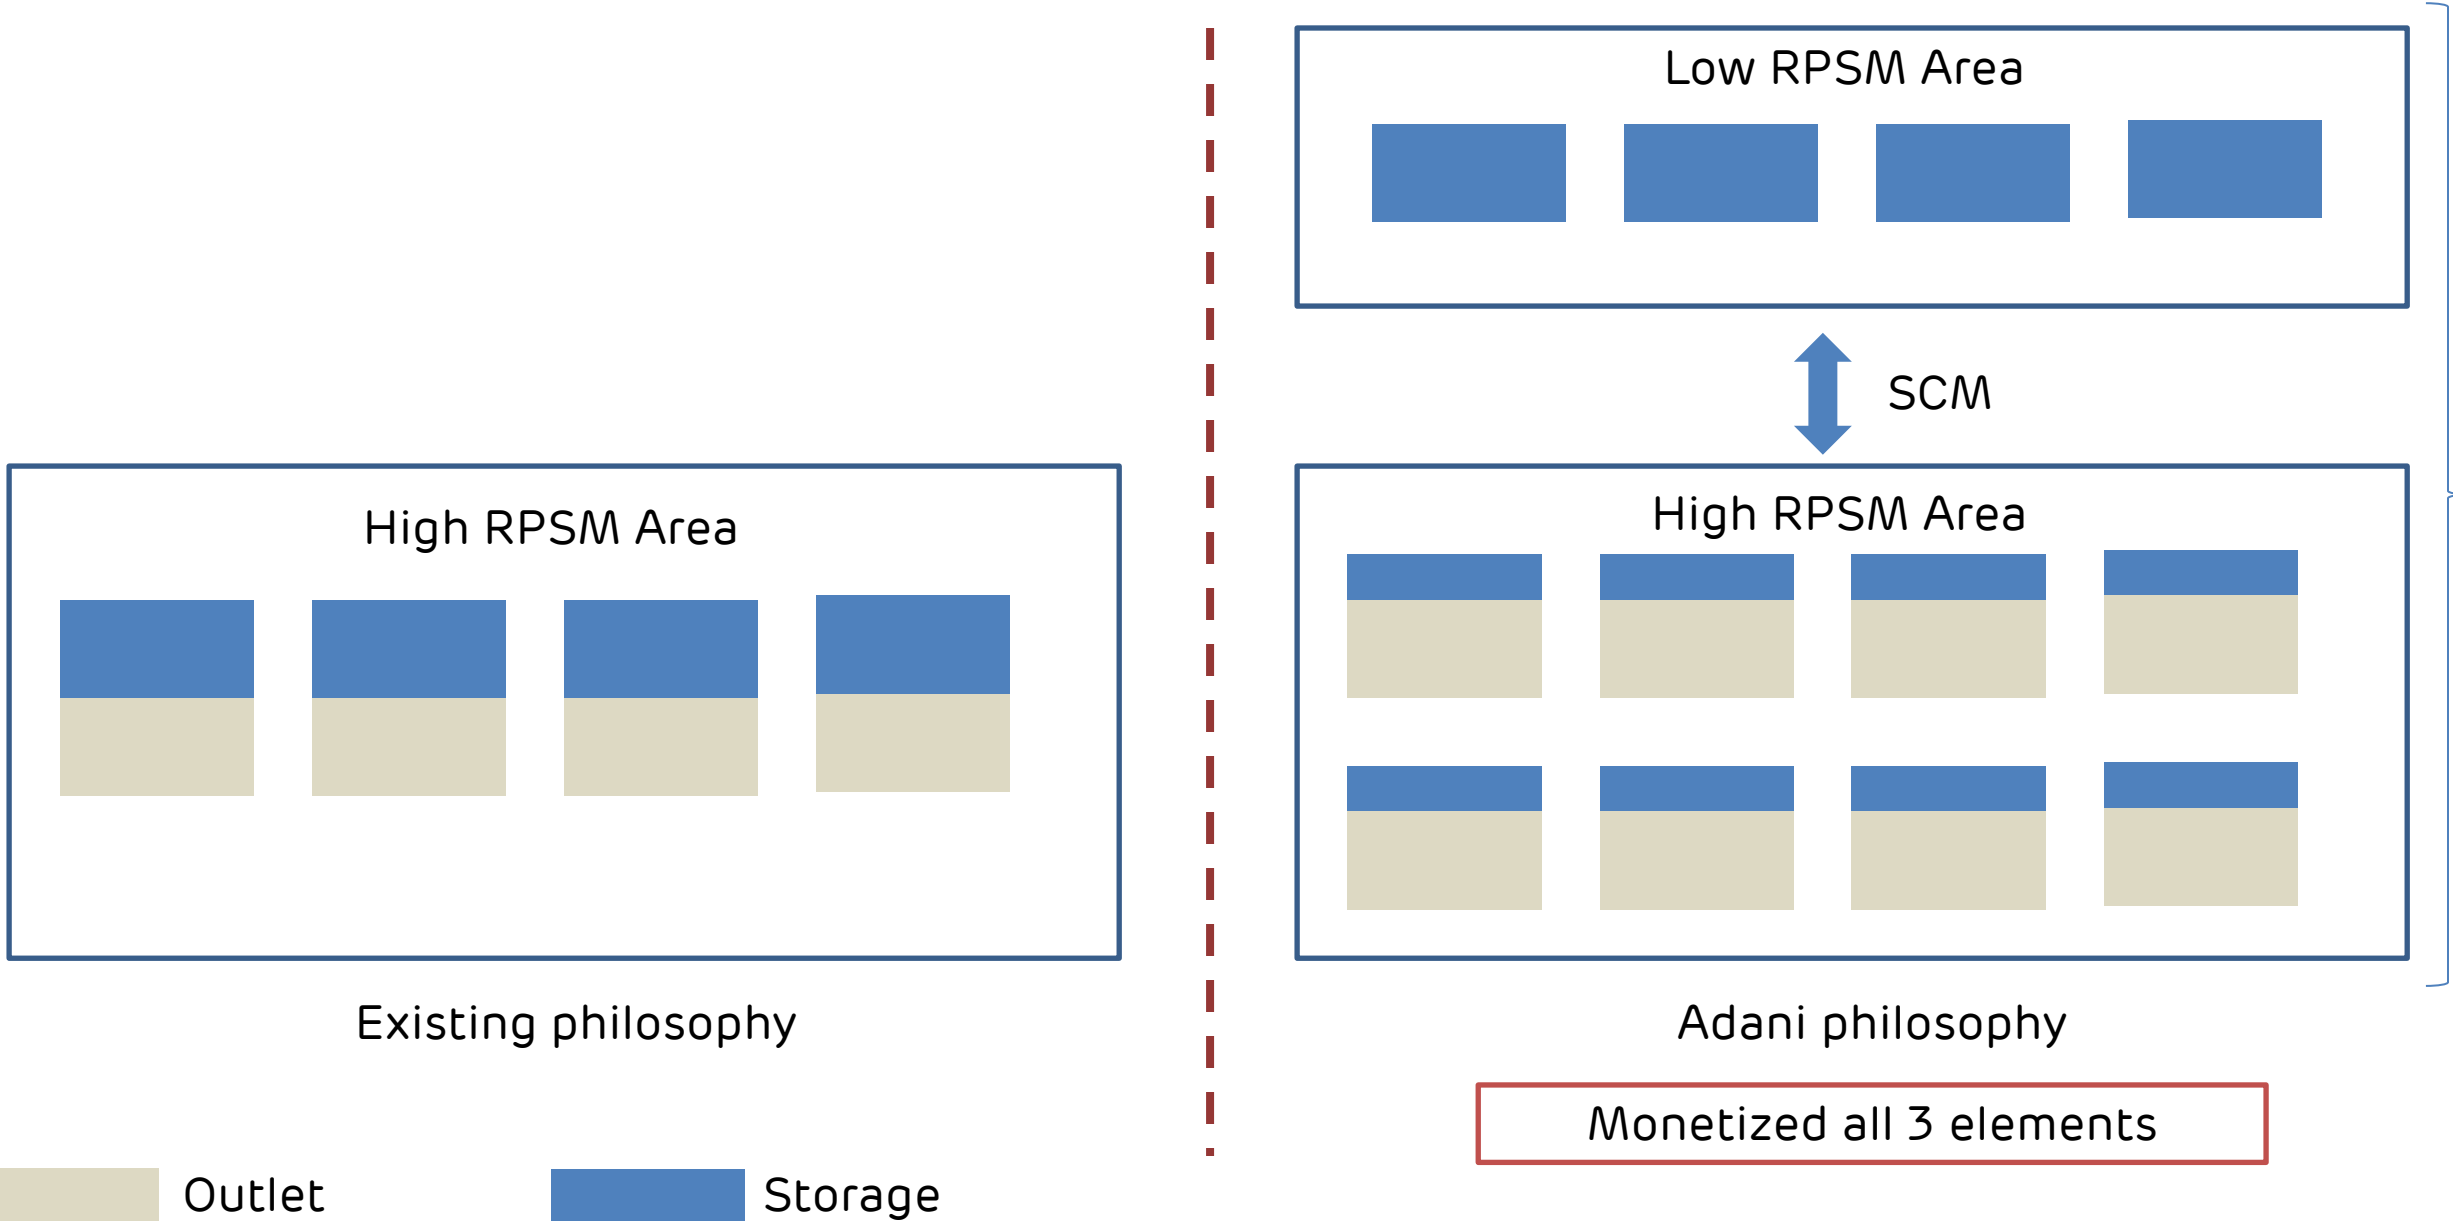 Low RPSM Area
SCM
High RPSM Area
High RPSM Area
Existing philosophy
Adani philosophy
Monetized all 3 elements
Outlet
Storage